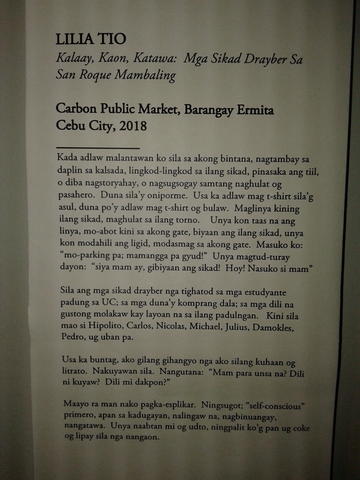 LILIA TIO
Kalaay, Kaon, Katawa: Mga Sikad Drayber Sa
San Roque Mambaling
Carbon Public Market, Barangay Ermita
Cebu City, 2018
Kada adlaw malantawan ko sila sa akong bintana, nagtambay sa
daplin sa kalsada, lingkod-lingkod sa ilang sikad, pinasaka ang tiil,
o diba nagstoryahay, o nagsugsogay samtang naghulat og
pasahero. Duna sila'y oniporme. Usa ka adlaw mag t-shirt sila'g
asul, duna po'y adlaw mag t-shirt og bulaw. Maglinya kining
ilang sikad, maghulat sa ilang torno. Unya kon taas na ang
linya, mo-abot kini sa akong gate, biyaan ang ilang sikad, unya
kon modahili ang ligid, modasmag sa akong gate. Masuko ko:
"mo-parking pa; mamangga pa gyud!" Unya magtud-turay
dayon: "siya mam ay, gibiyaan ang sikad! Hoy! Nasuko si mam"
Sila ang mga sikad drayber nga tighatod sa mga estudyante
padung sa UC; sa mga duna'y komprang dala; sa mga dili na
gustong molakaw kay layoan na sa ilang padulngan. Kini sila
mao si Hipolito, Carlos, Nicolas, Michael, Julius, Damokles,
Pedro, ug uban pa.
Usa ka buntag, ako gilang gihangyo nga ako silang kuhaan og
litrato. Nakuyawan sila. Nangutana: "Mam para unsa na? Dili
ni kuyaw? Dili mi dakpon?"
Maayo ra man nako pagka-esplikar. Ningsugot; "self-conscious"
primero, apan sa kadugayan, nalingaw na, nagbinuangay,
nangatawa. Unya naabtan mi og udto, ningpalit ko'g pan ug coke
og lipay sila nga nangaon.